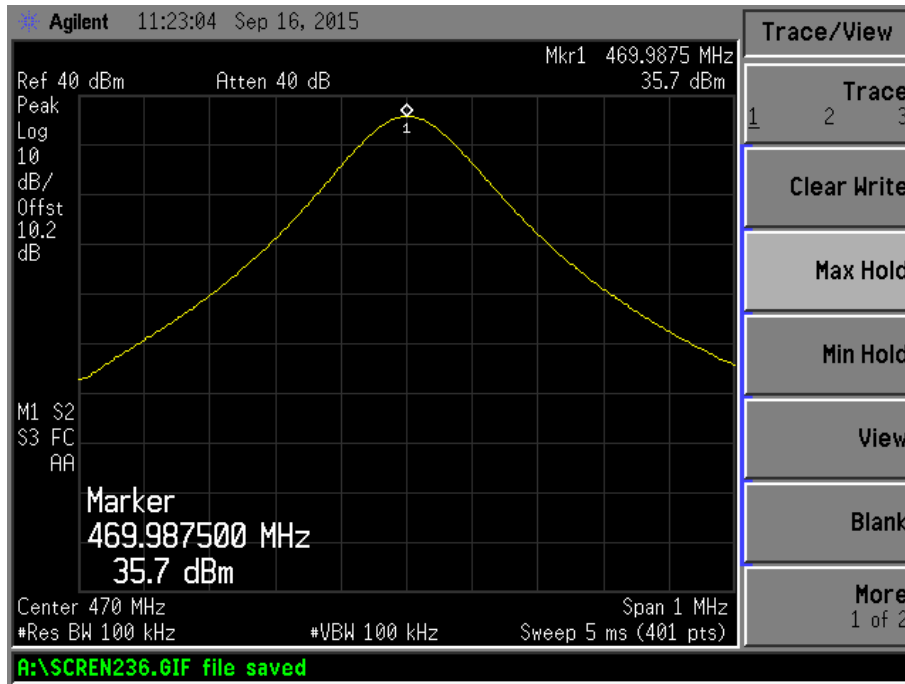 Agilent 11:23:04 Sep 16, 2015
Mkr1 469.9875 MHz
Ref 40 dBm Atten 40 dB 35.7 dBm
Peak
Log
10
dB/
Offst
10.2
dB
1
M1 S2
S3 FC
AA
Marker
469.987500 MHz
35.7 dBm
Center 470 MHz Span 1 MHz
#Res BW 100 kHz #VBW 100 kHz Sweep 5 ms (401 pts)
A:\SCREN236.GIF file saved
Trace/View
Trace
1 2 3
Clear Write
Max Hold
Min Hold
View
Blank
More
1 of 2